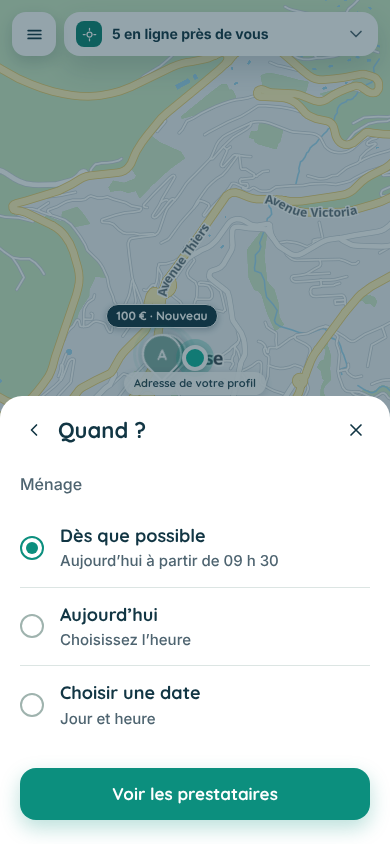 5 en ligne près de vous
Avenue Victoria
Avenue Thiers
100 € · Nouveau
A
se
Adresse de votre profil
Quand ?
Ménage
Dès que possible
Aujourd’hui à partir de 09 h 30
Aujourd’hui
Choisissez l’heure
Choisir une date
Jour et heure
Voir les prestataires